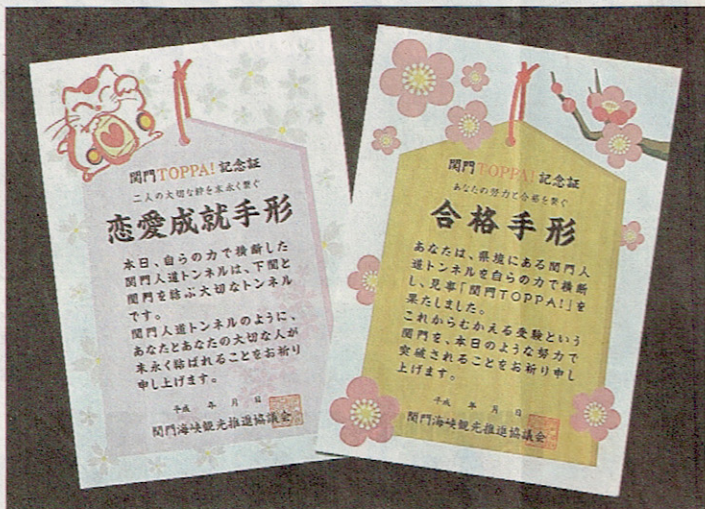 関門TOPPA!記念証
二人の大切な絆を末永く繋ぐ
恋愛成就手形
本日、自らの力で横断した
関門人道トンネルは、下関と
関門を結ぶ大切なトンネル
です。
関門人道トンネルのように、
あなたとあなたの大切な人が
末永く結ばれることをお祈り
申し上げます。
平成 年 月 日
関門海峡観光推進協議会
関門TOPPA!記念証
あなたの努力で合格を繋ぐ
合格手形
あなたは、県境にある関門人
道トンネルを自らの力で横断
し、見事「関門TOPPA!」を
果たしました。
これからむかえる受験という
関門を、本日のような努力で
突破されることをお祈り申し
上げます。
平成 年 月 日
関門海峡観光推進協議会